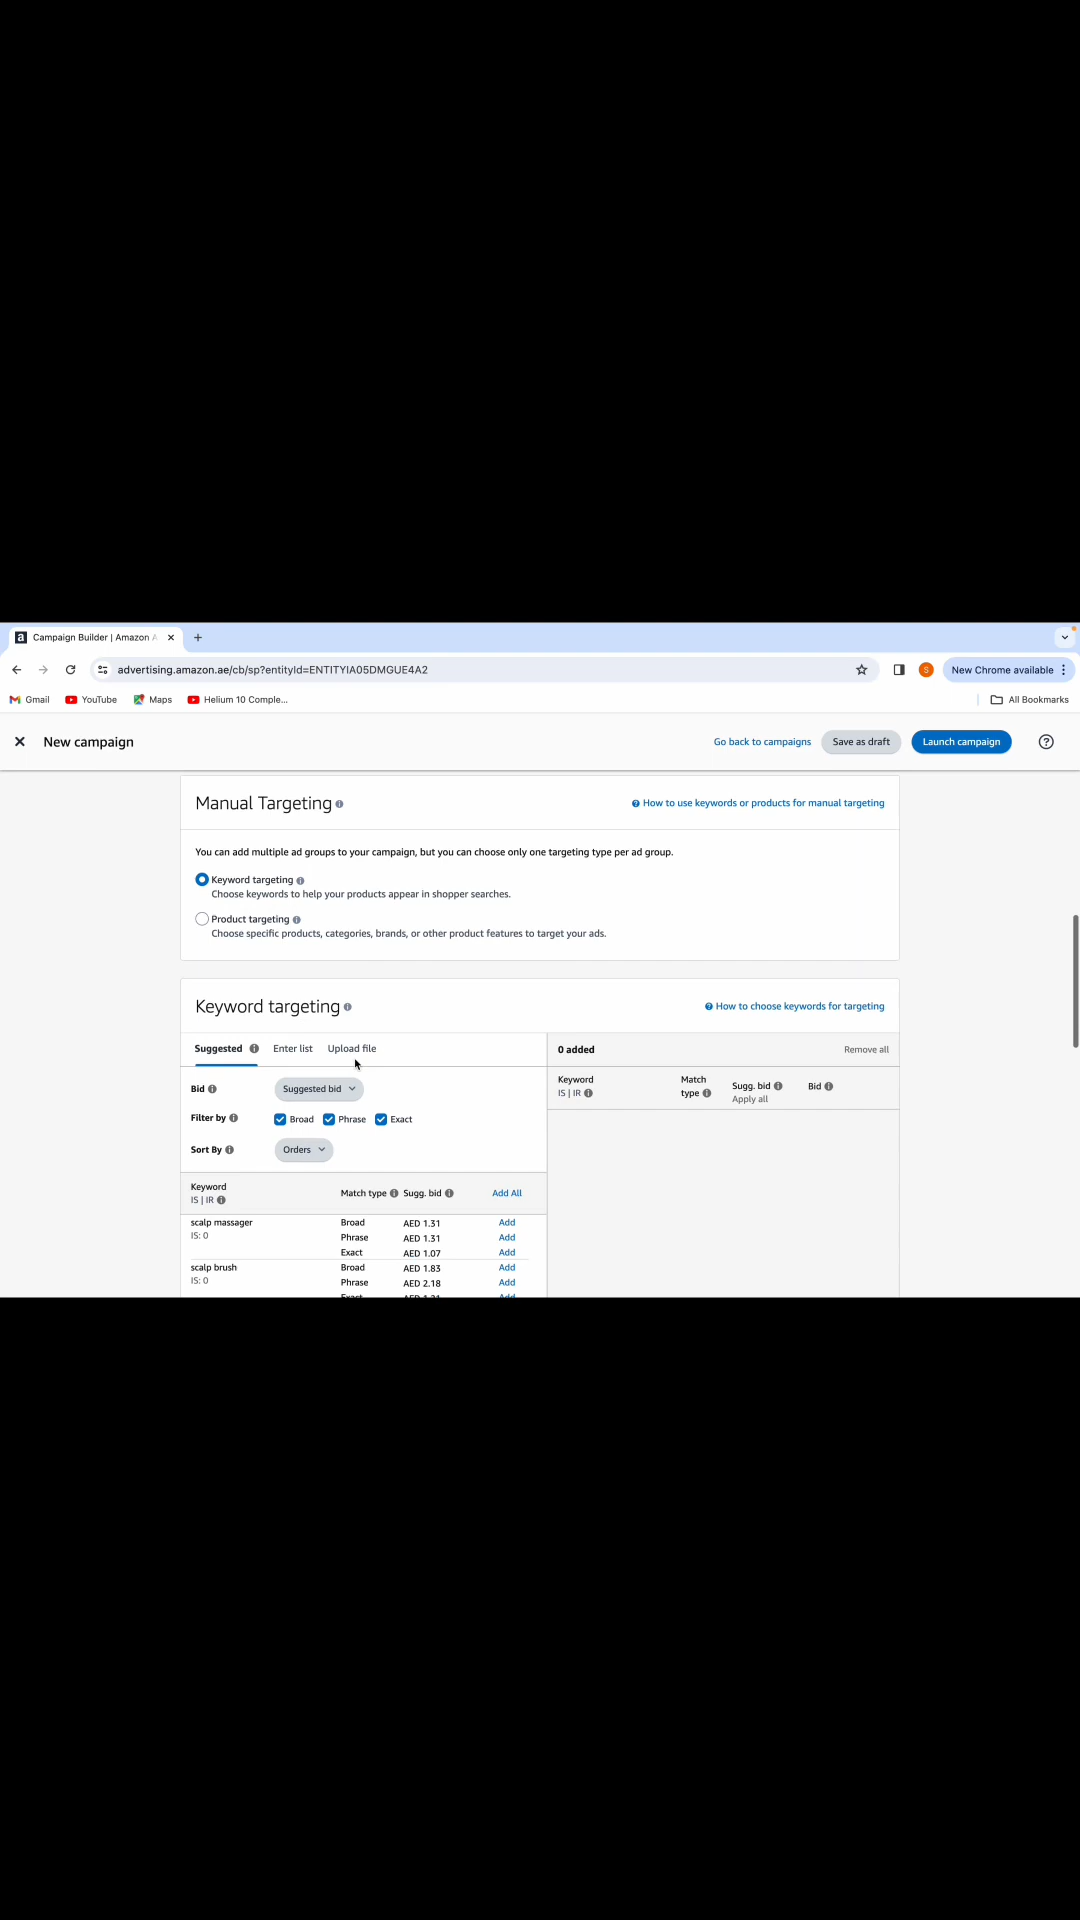 Campaign Builder | Amazon A
advertising.amazon.ae/cb/sp?entityId=ENTITYIA05DMGUE4A2
S
New Chrome available
Gmail
YouTube
Maps
Helium 10 Comple...
All Bookmarks
New campaign
Go back to campaigns
Save as draft
Launch campaign
Manual Targeting
How to use keywords or products for manual targeting
You can add multiple ad groups to your campaign, but you can choose only one targeting type per ad group.
Keyword targeting
Choose keywords to help your products appear in shopper searches.
Product targeting
Choose specific products, categories, brands, or other product features to target your ads.
Keyword targeting
How to choose keywords for targeting
Suggested
Enter list
Upload file
Bid
Suggested bid
Filter by
Broad
Phrase
Exact
Sort By
Orders
Keyword
IS | IR
Match type
Sugg. bid
Add All
scalp massager
IS: 0
Broad AED 1.31 Add
Phrase AED 1.31 Add
Exact AED 1.07 Add
scalp brush
IS: 0
Broad AED 1.83 Add
Phrase AED 2.18 Add
Exact AED 1.21 Add
0 added
Remove all
Keyword
IS | IR
Match
type
Sugg. bid
Apply all
Bid